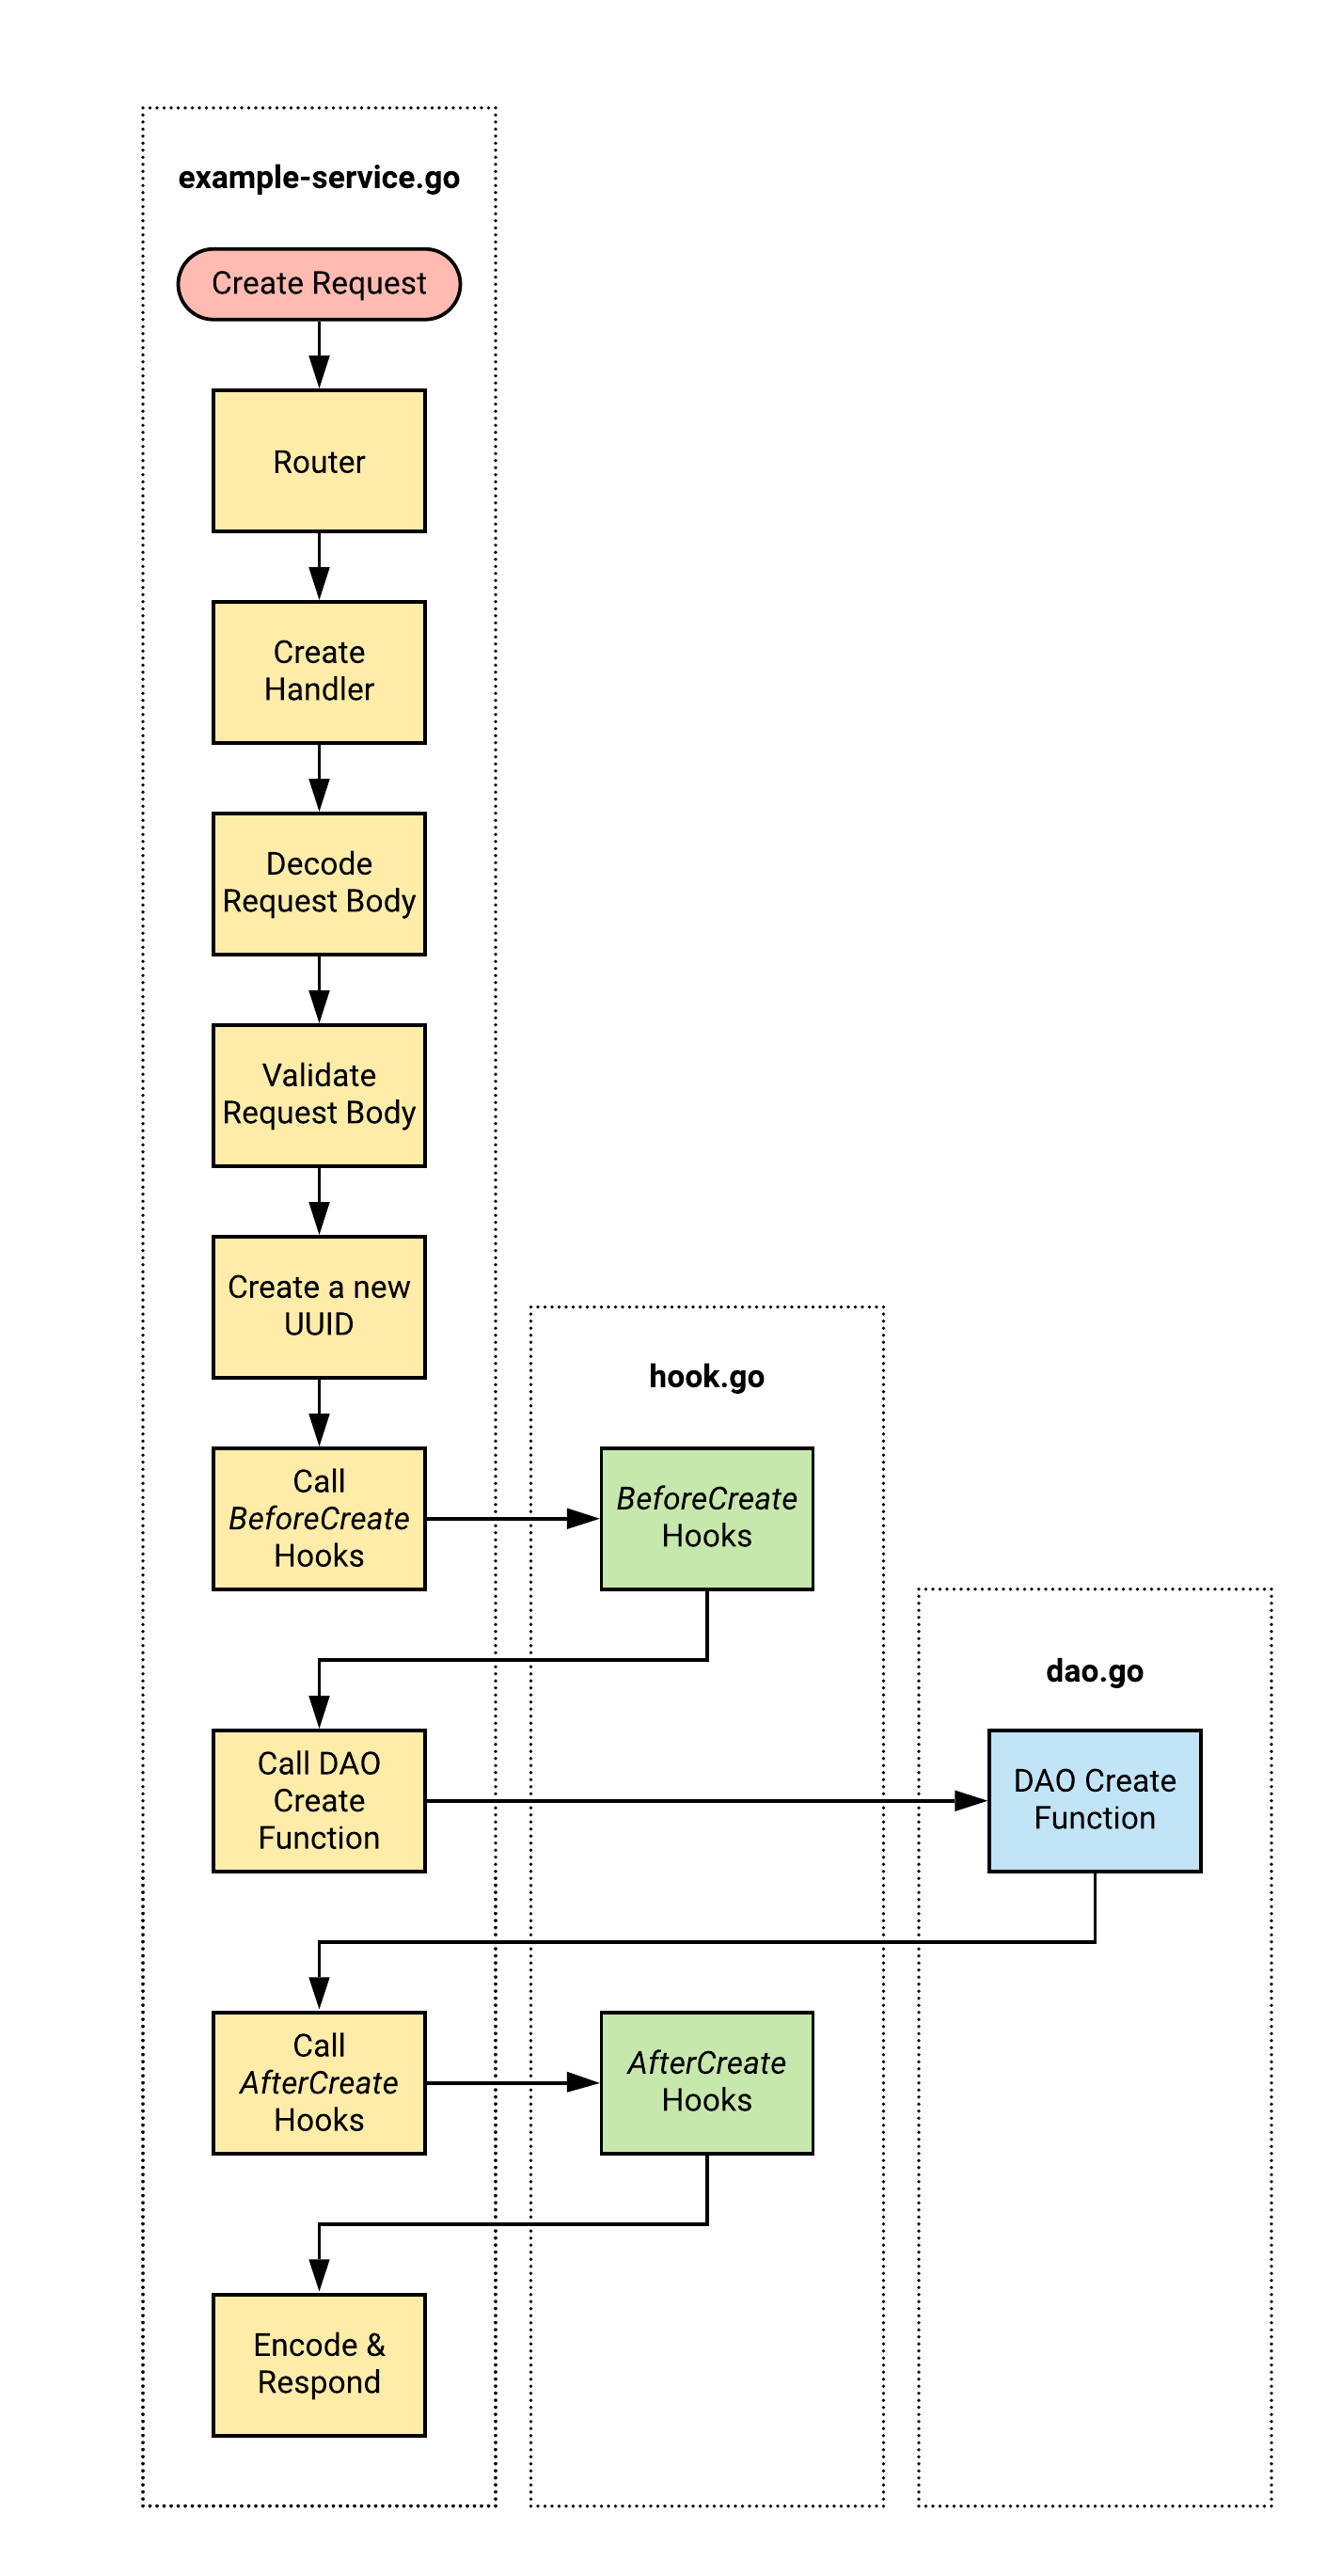 example-service.go
Create Request
Router
Create
Handler
Decode
Request Body
Validate
Request Body
Create a new
UUID
hook.go
Call
BeforeCreate
Hooks
BeforeCreate
Hooks
dao.go
Call DAO
Create
Function
DAO Create
Function
Call
AfterCreate
Hooks
AfterCreate
Hooks
Encode &
Respond